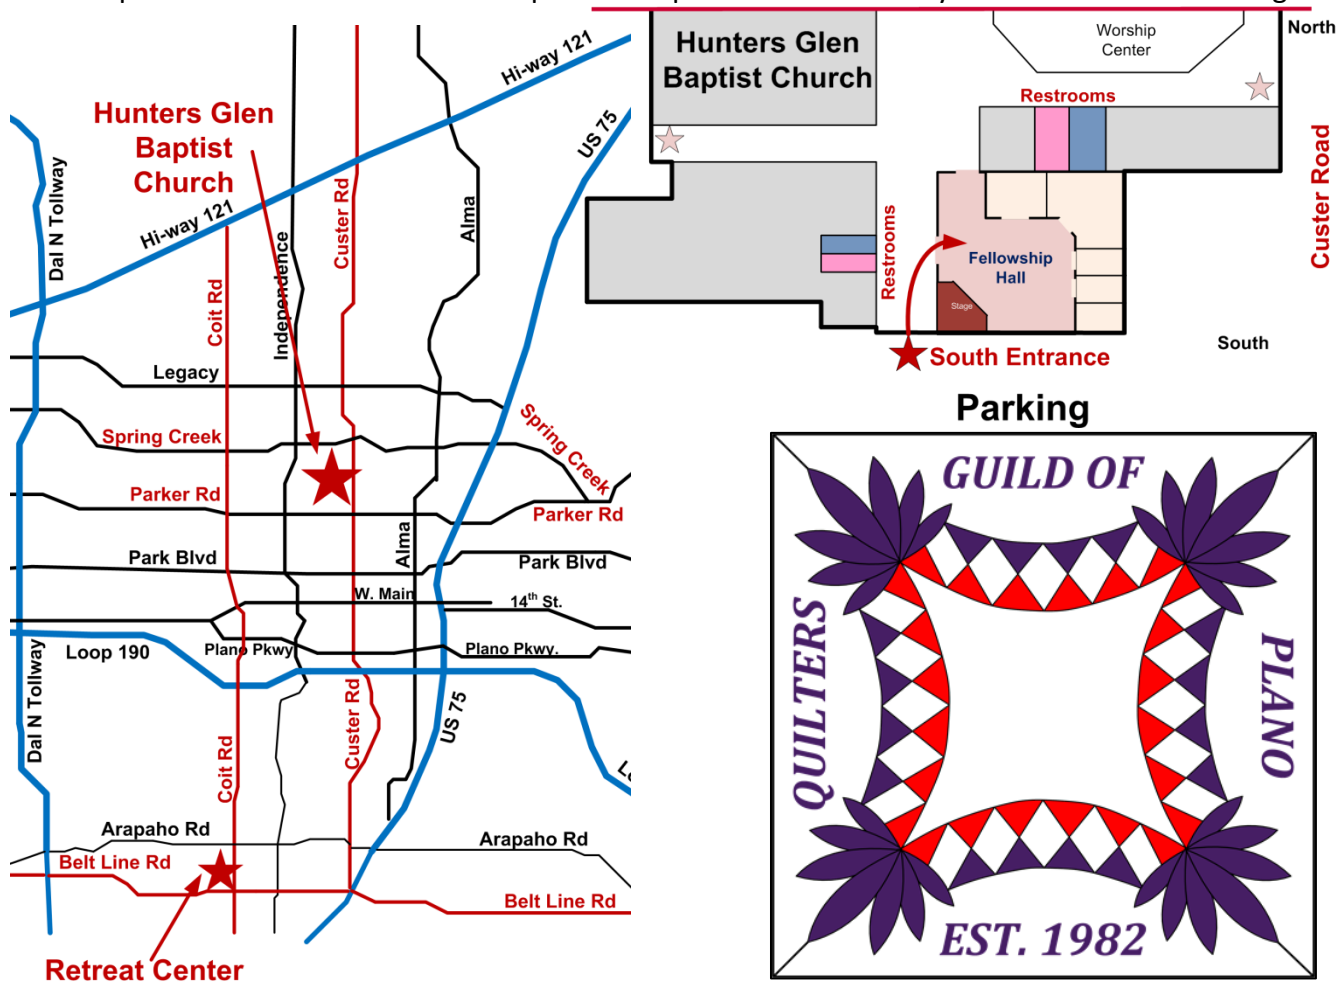 Hi-way 121
Hunters Glen
Baptist
Church
US 75
Dal N Tollway
Hi-way 121
Custer Rd
Alma
Independence
Coit Rd
Legacy
Spring Creek
Spring Creek
Parker Rd
Parker Rd
Park Blvd
Alma
Park Blvd
W. Main
14th St.
Loop 190
Plano Pkwy
Plano Pkwy.
Dal N Tollway
Coit Rd
Custer Rd
US 75
Arapaho Rd
Arapaho Rd
Belt Line Rd
Belt Line Rd
Retreat Center
Hunters Glen
Baptist Church
Worship
Center
North
Restrooms
Custer Road
Restrooms
Fellowship
Hall
Stage
South Entrance
South
Parking
GUILD OF
QUILTERS
PLANO
EST. 1982